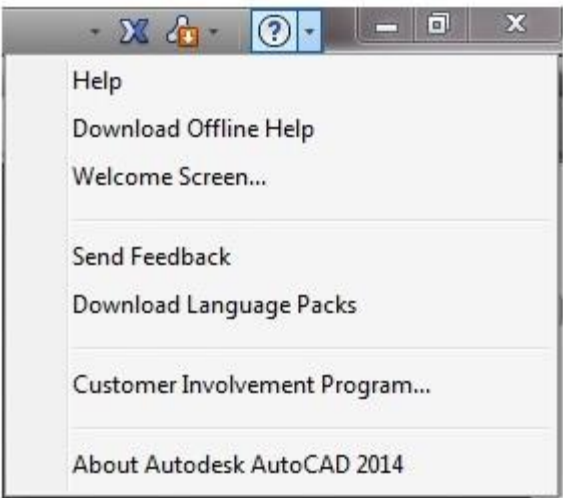 Help
Download Offline Help
Welcome Screen...
Send Feedback
Download Language Packs
Customer Involvement Program...
About Autodesk AutoCAD 2014